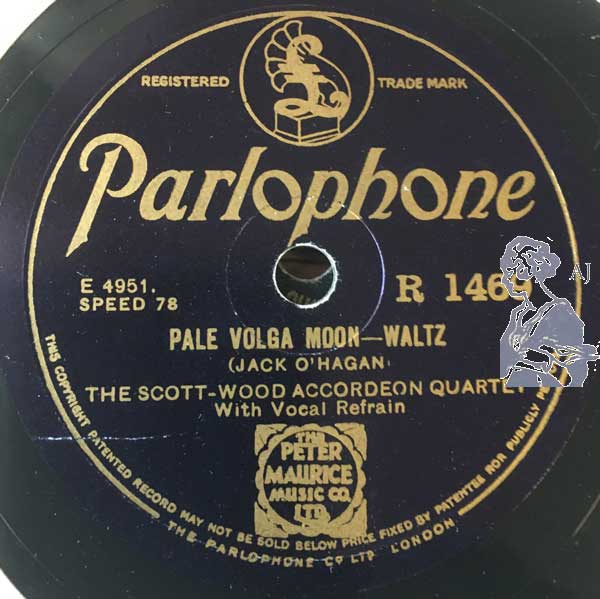 REGISTERED TRADE MARK
Parlophone
E 4951.
SPEED 78
R 1469
AJ
PALE VOLGA MOON—WALTZ
(JACK O'HAGAN)
THE SCOTT-WOOD ACCORDEON QUARTET
With Vocal Refrain
THE
PETER
MAURICE
MUSIC CO.
LTD
THIS COPYRIGHT PATENTED RECORD MAY NOT BE SOLD BELOW PRICE FIXED BY PATENTEE NOR PUBLICLY
THE PARLOPHONE CO LTD LONDON